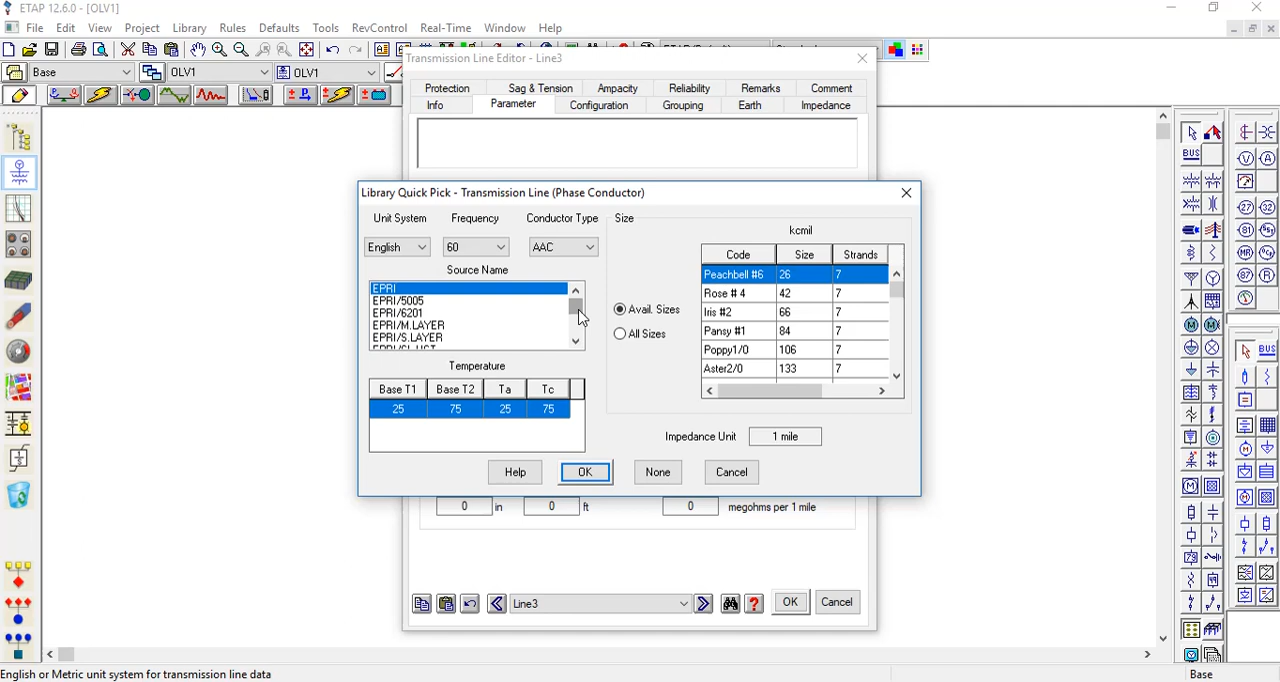 ETAP 12.6.0 - [OLV1]
File Edit View Project Library Rules Defaults Tools RevControl Real-Time Window Help
Base OLV1 OLV1
Transmission Line Editor - Line3
Protection Sag & Tension Ampacity Reliability Remarks Comment
Info Parameter Configuration Grouping Earth Impedance
Library Quick Pick - Transmission Line (Phase Conductor)
Unit System Frequency Conductor Type Size
kcmil
English 60 AAC
Code Size Strands
Source Name
Peachbell #6 26 7
EPRI
EPRI/5005
Rose # 4 42 7
EPRI/6201
Avail. Sizes
Iris #2 66 7
EPRI/M.LAYER
EPRI/S.LAYER
All Sizes
Pansy #1 84 7
Poppy1/0 106 7
Temperature
Aster2/0 133 7
Base T1 Base T2 Ta Tc
25 75 25 75
Impedance Unit 1 mile
Help OK None Cancel
0 in 0 ft 0 megohms per 1 mile
Line3 OK Cancel
English or Metric unit system for transmission line data Base